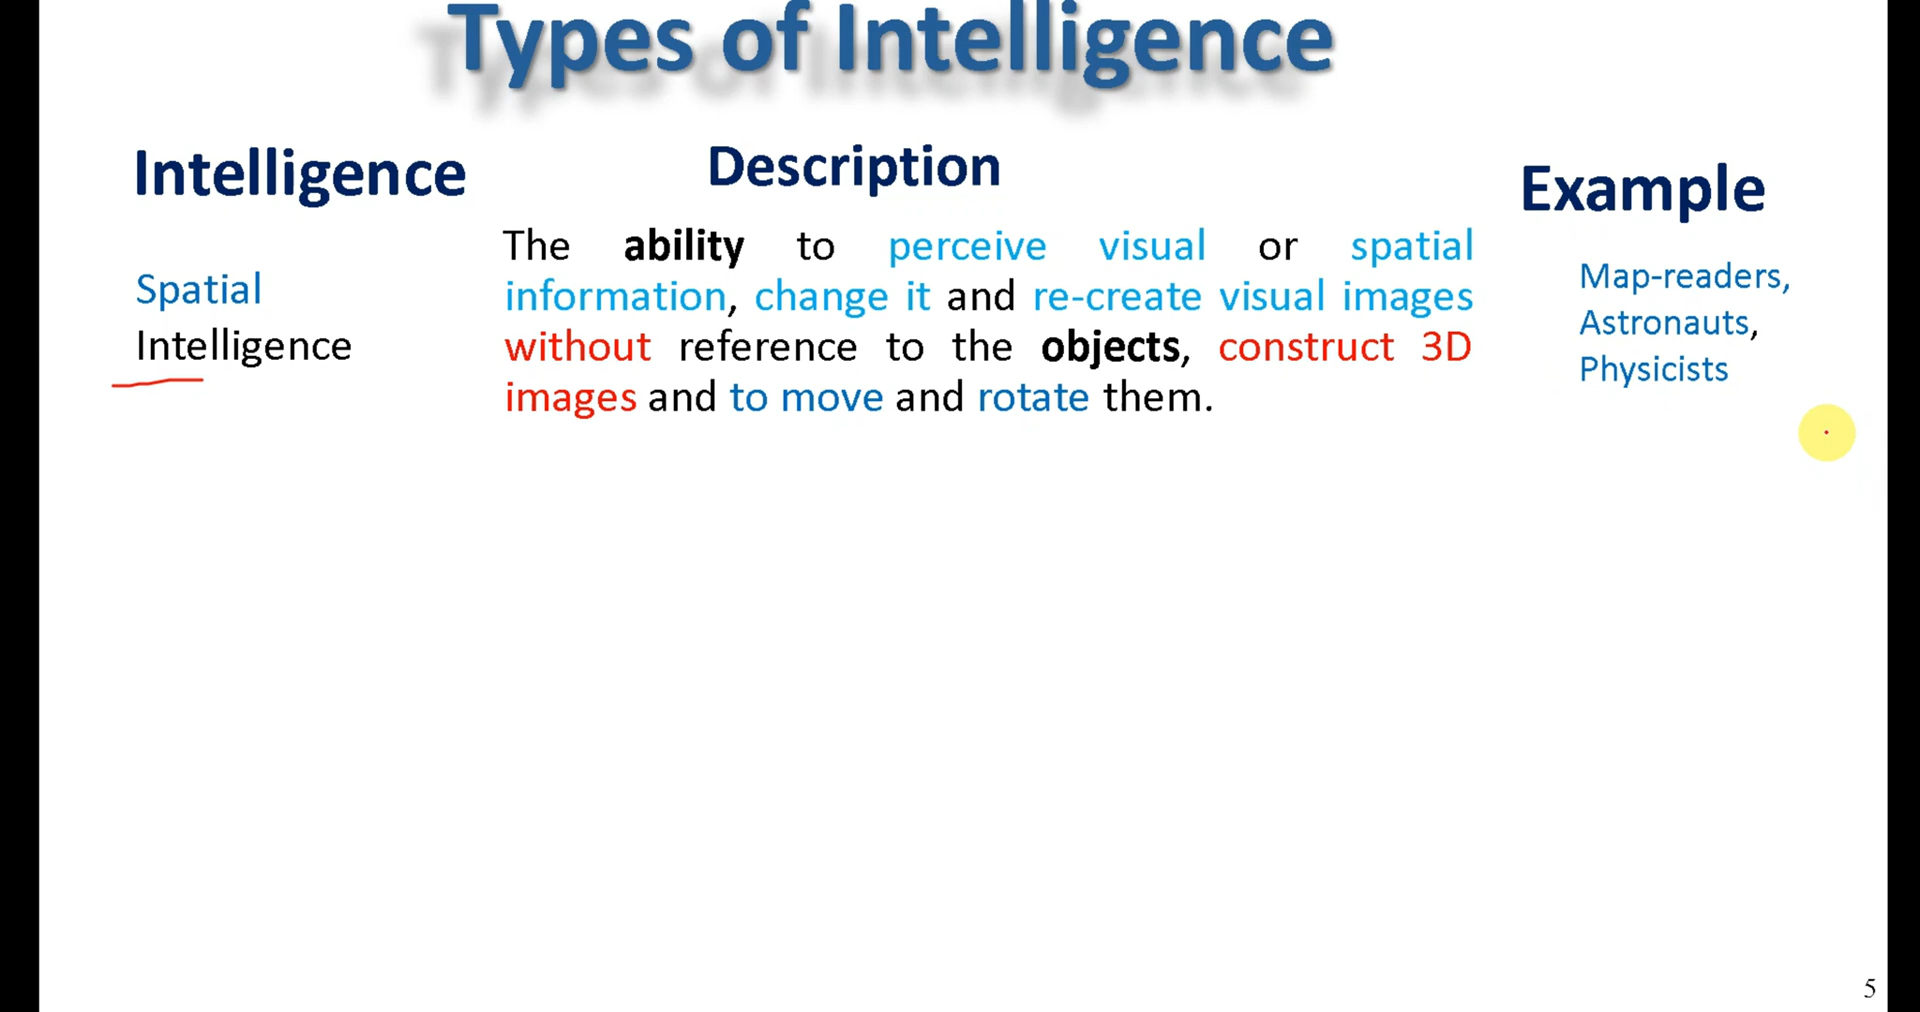 Types of Intelligence
Intelligence
Description
Example
Spatial
Intelligence
The ability to perceive visual or spatial
information, change it and re-create visual images
without reference to the objects, construct 3D
images and to move and rotate them.
Map-readers,
Astronauts,
Physicists
5